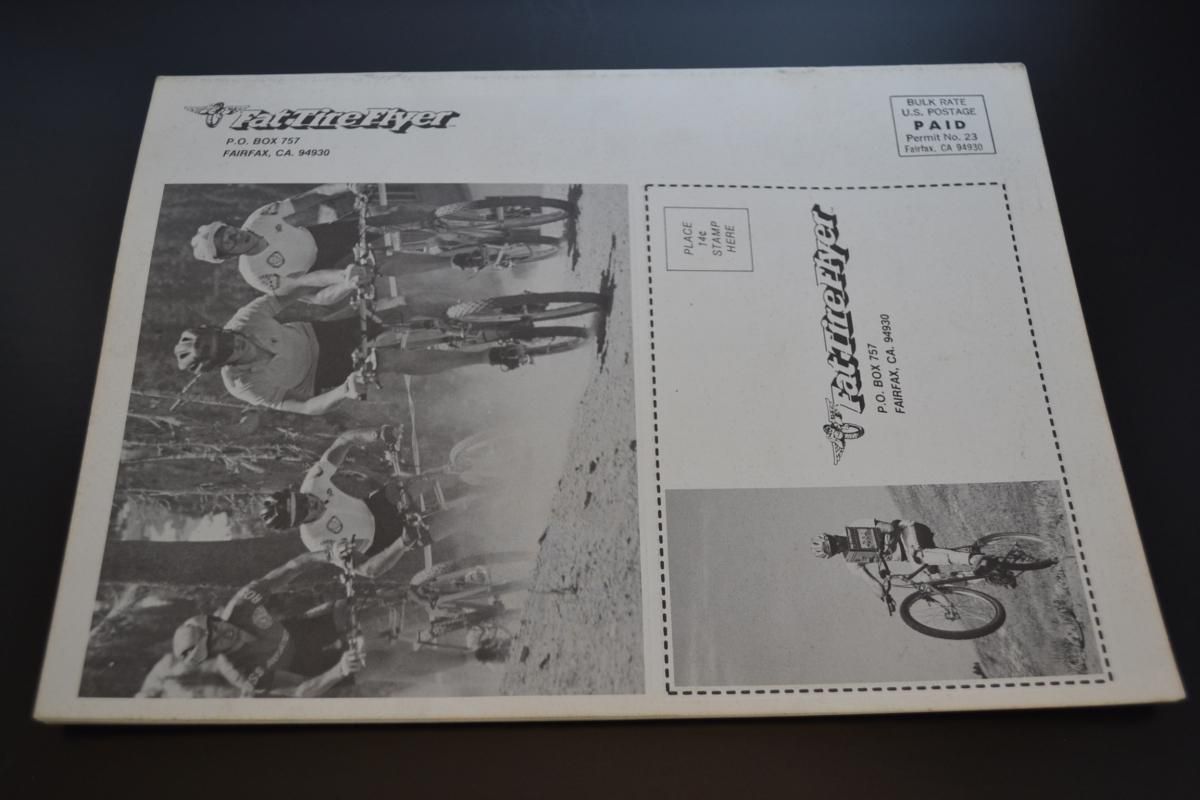 Fat Tire Flyer
P.O. BOX 757
FAIRFAX, CA. 94930
BULK RATE
U.S. POSTAGE
PAID
Permit No. 23
Fairfax, CA 94930
PLACE
14¢
STAMP
HERE
Fat Tire Flyer
P.O. BOX 757
FAIRFAX, CA. 94930